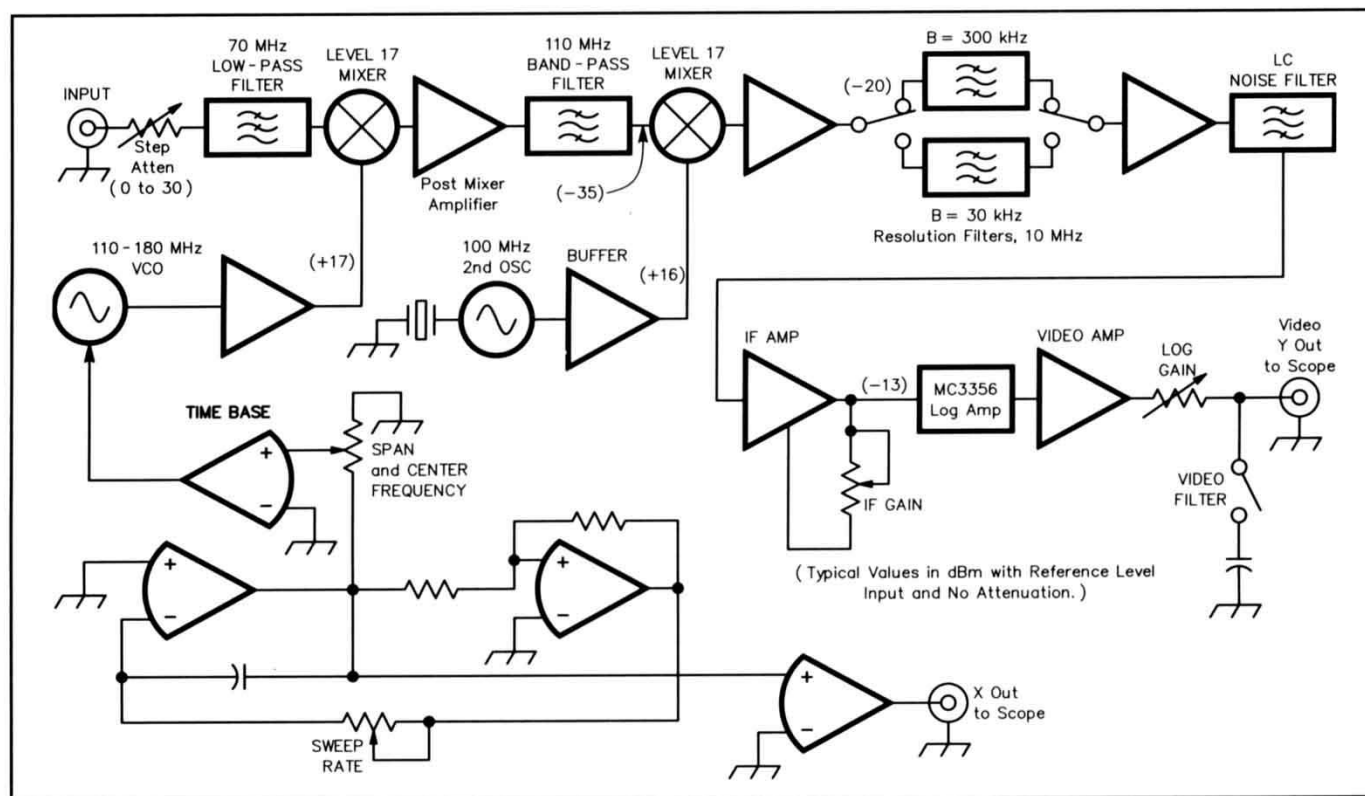 INPUT
Step
Atten
(0 to 30)
70 MHz
LOW-PASS
FILTER
LEVEL 17
MIXER
Post Mixer
Amplifier
110 MHz
BAND-PASS
FILTER
(-35)
LEVEL 17
MIXER
(-20)
B = 300 kHz
B = 30 kHz
Resolution Filters, 10 MHz
LC
NOISE FILTER
110-180 MHz
VCO
(+17)
100 MHz
2nd OSC
BUFFER
(+16)
IF AMP
(-13)
MC3356
Log Amp
VIDEO AMP
LOG
GAIN
Video
Y Out
to Scope
IF GAIN
VIDEO
FILTER
TIME BASE
+
-
SPAN
and CENTER
FREQUENCY
+
-
+
-
(Typical Values in dBm with Reference Level
Input and No Attenuation.)
SWEEP
RATE
+
-
X Out
to Scope